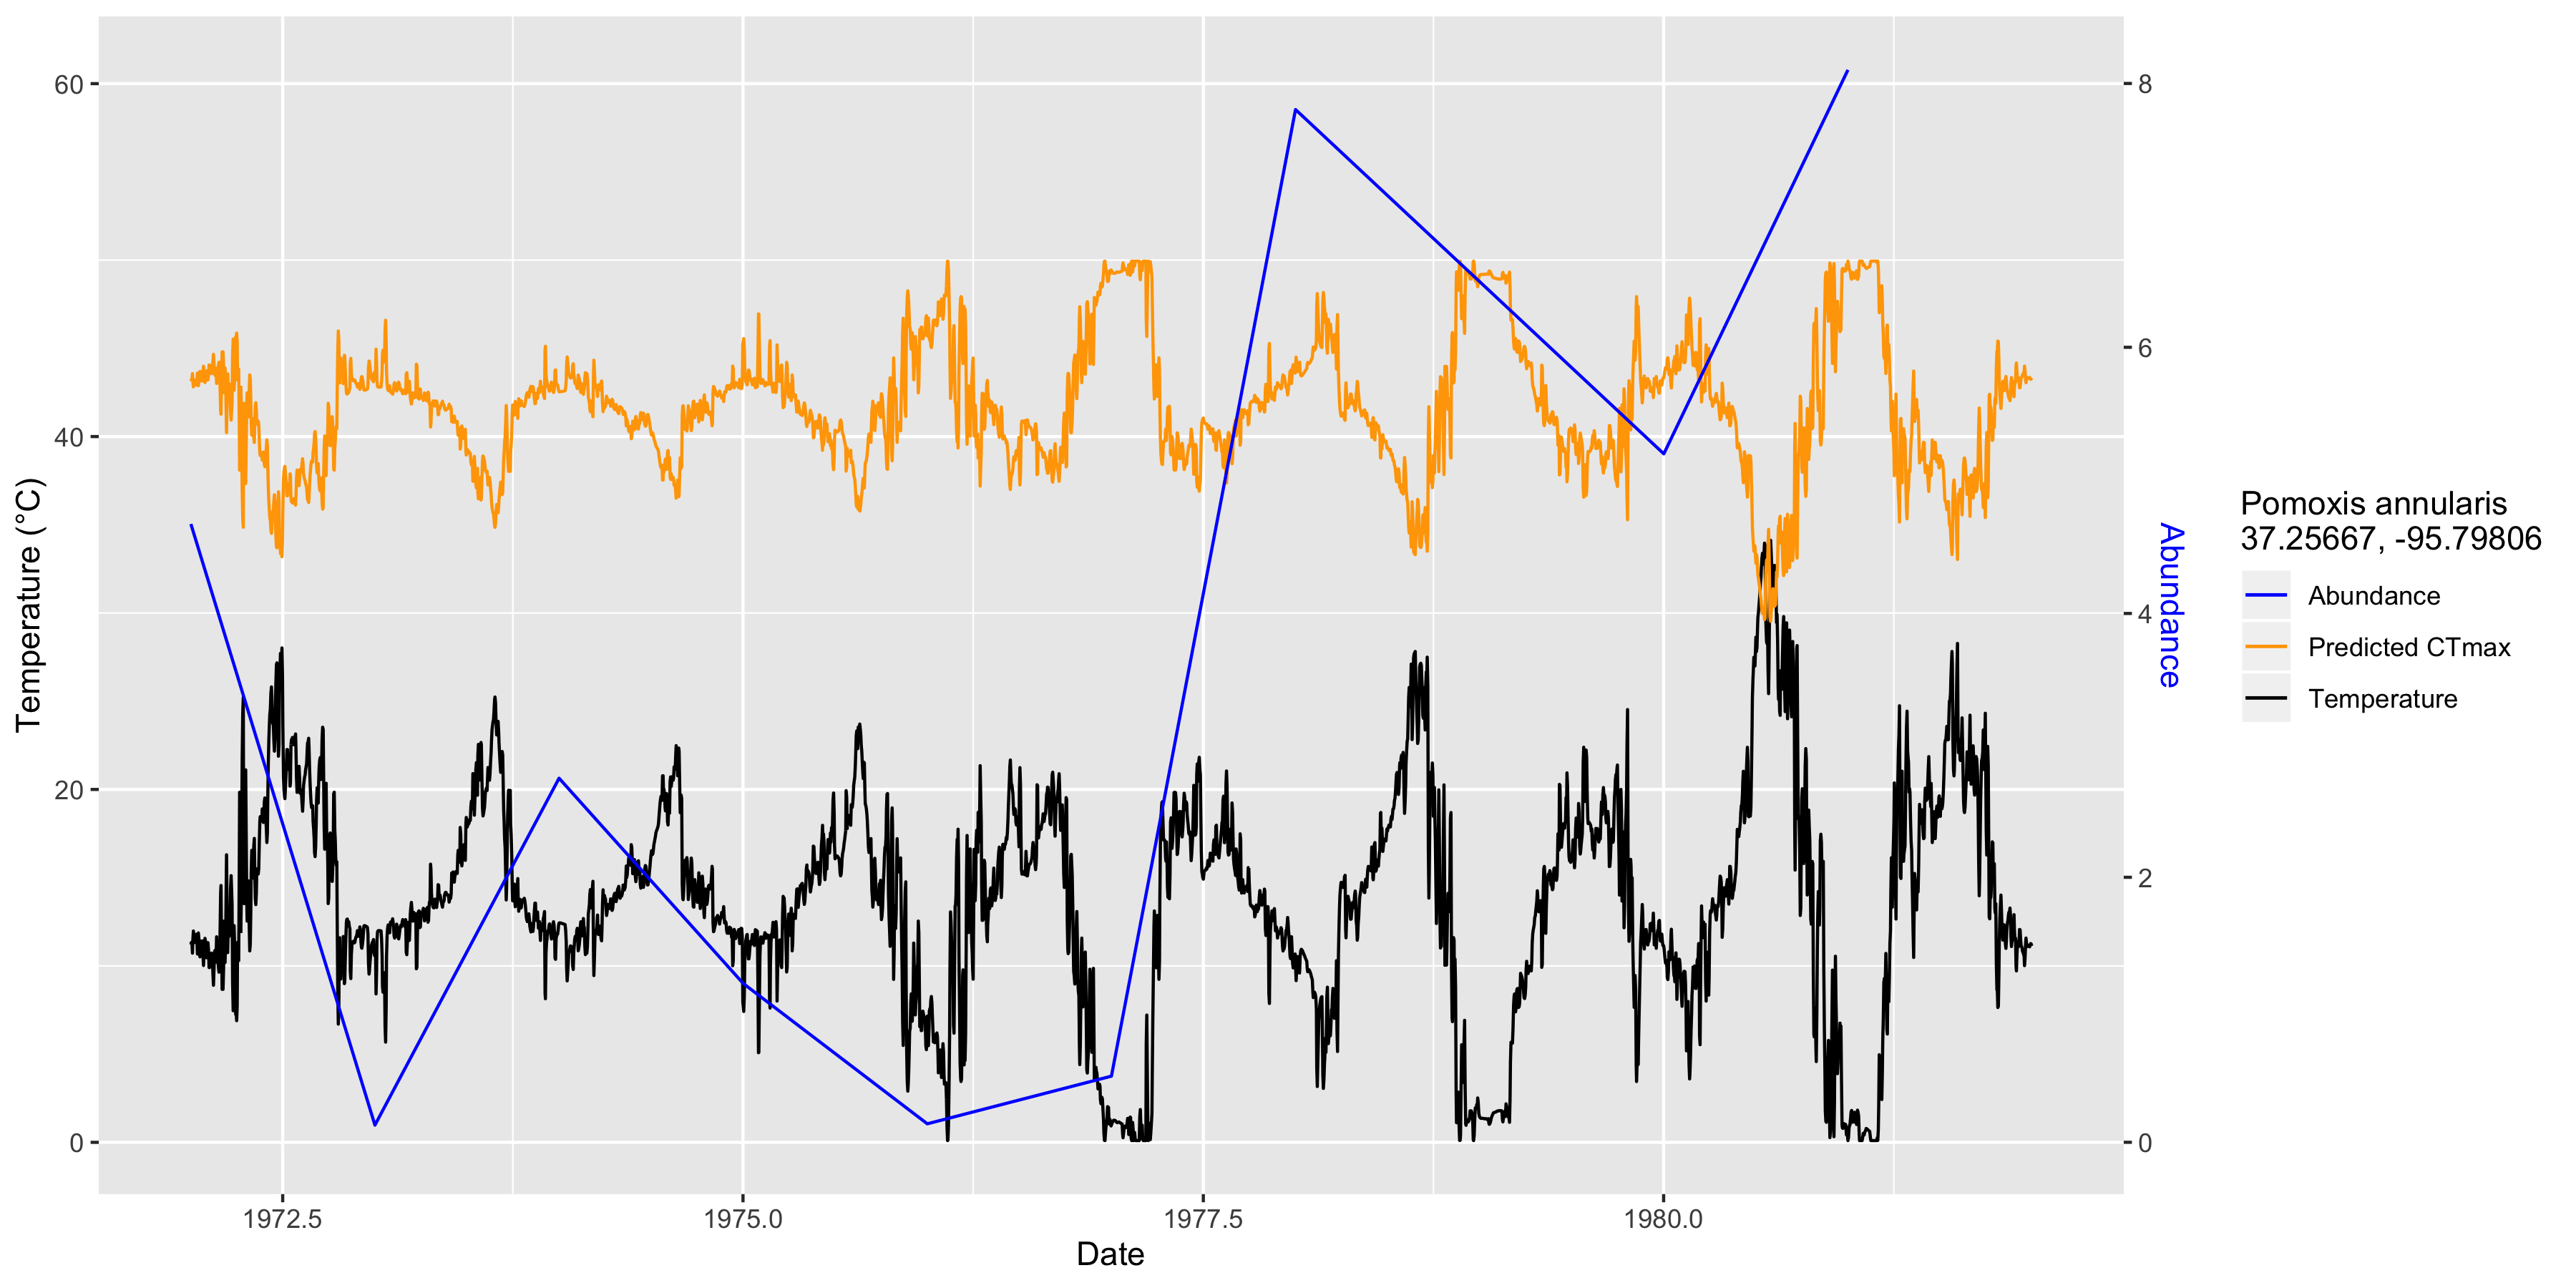 60
40
20
0
Temperature (°C)
8
6
4
2
0
Abundance
1972.5
1975.0
1977.5
1980.0
Date
Pomoxis annularis
37.25667, -95.79806
Abundance
Predicted CTmax
Temperature